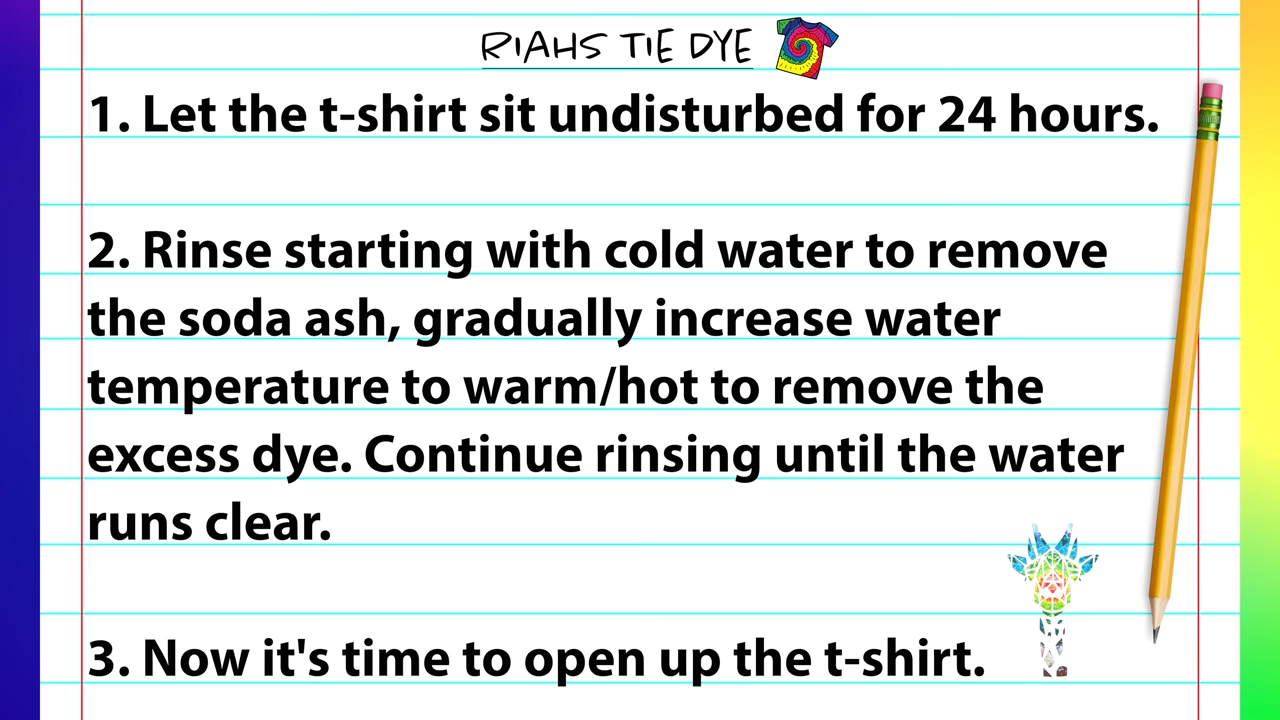 RIAHS TIE DYE
1. Let the t-shirt sit undisturbed for 24 hours.
2. Rinse starting with cold water to remove
the soda ash, gradually increase water
temperature to warm/hot to remove the
excess dye. Continue rinsing until the water
runs clear.
3. Now it's time to open up the t-shirt.